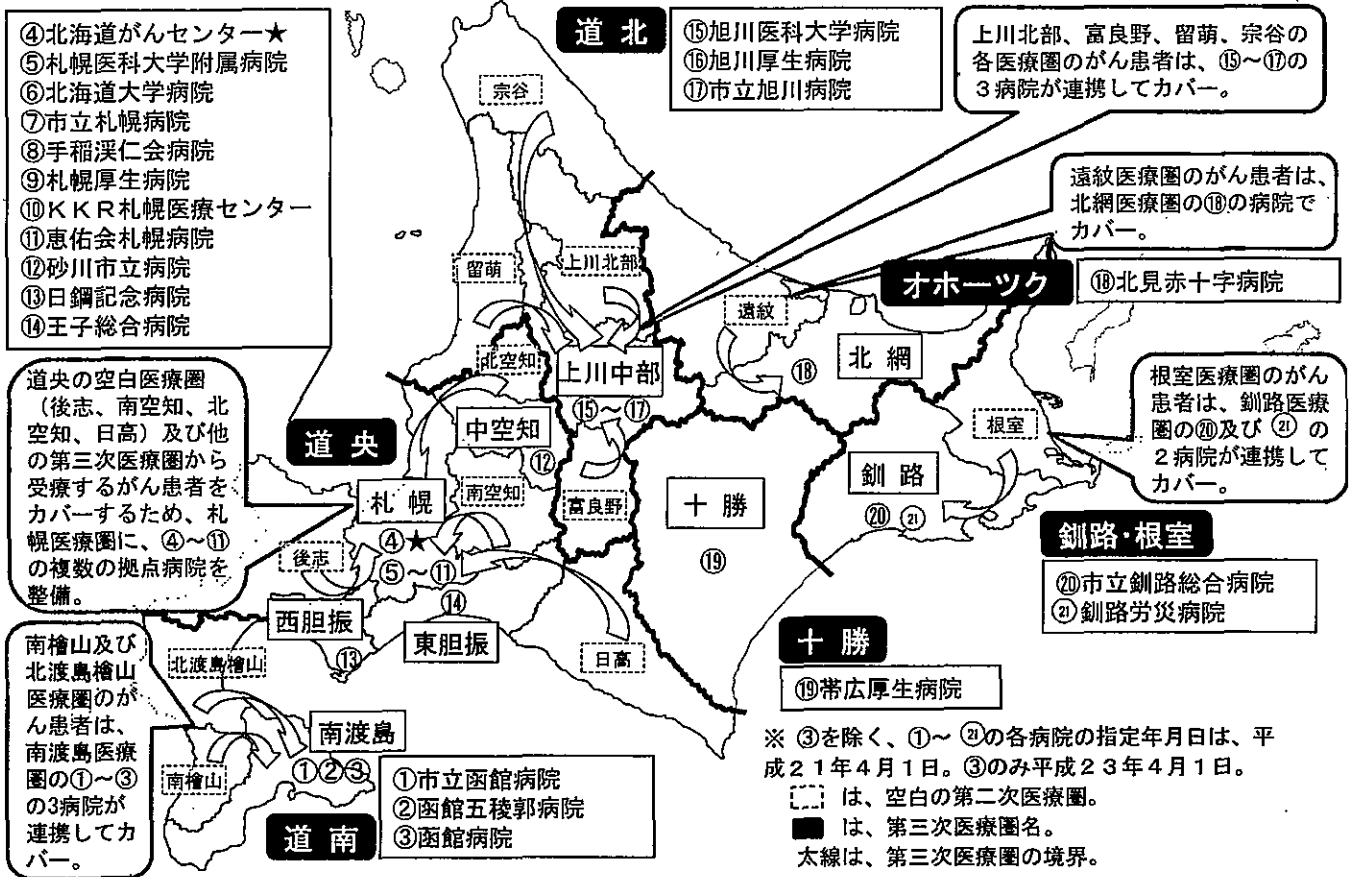 ④北海道がんセンター★
⑤札幌医科大学附属病院
⑥北海道大学病院
⑦市立札幌病院
⑧手稲渓仁会病院
⑨札幌厚生病院
⑩KKR札幌医療センター
⑪恵佑会札幌病院
⑫砂川市立病院
⑬日鋼記念病院
⑭王子総合病院
道北
⑮旭川医科大学病院
⑯旭川厚生病院
⑰市立旭川病院
上川北部、富良野、留萌、宗谷の
各医療圏のがん患者は、⑮~⑰の
3病院が連携してカバー。
遠紋医療圏のがん患者は、
北網医療圏の⑱の病院で
カバー。
オホーツク
⑱北見赤十字病院
宗谷
留萌
上川北部
遠紋
北空知
上川中部
⑮~⑰
⑱
北網
道央の空白医療圏
(後志、南空知、北
空知、日高)及び他
の第三次医療圏から
受療するがん患者を
カバーするため、札
幌医療圏に、④~⑪
の複数の拠点病院を
整備。
道央
中空知
⑫
札幌
南空知
富良野
④★
⑤~⑪
後志
⑭
西胆振
東胆振
⑬
日高
十勝
⑲
釧路
⑳ ㉑
根室
根室医療圏のがん
患者は、釧路医療
圏の⑳及び㉑の
2病院が連携して
カバー。
釧路・根室
⑳市立釧路総合病院
㉑釧路労災病院
十勝
⑲帯広厚生病院
南檜山及び
北渡島檜山
医療圏のが
ん患者は、
南渡島医療
圏の①~③
の3病院が
連携してカ
バー。
北渡島檜山
南渡島
南檜山
①②③
道南
①市立函館病院
②函館五稜郭病院
③函館病院
※ ③を除く、①~㉑の各病院の指定年月日は、平
成21年4月1日。③のみ平成23年4月1日。
は、空白の第二次医療圏。
は、第三次医療圏名。
太線は、第三次医療圏の境界。